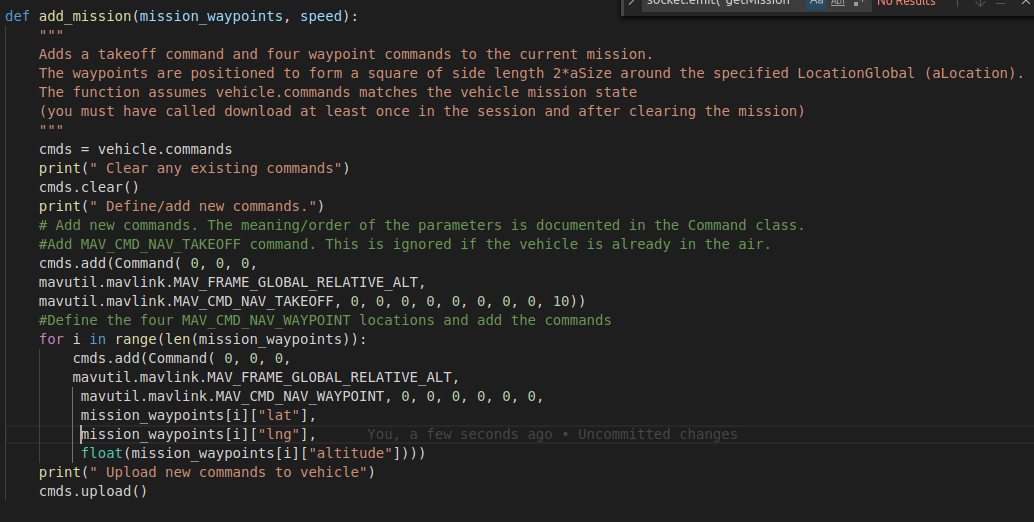 socket.emit("getMission Aa Abl .* No Results
def add_mission(mission_waypoints, speed):
"""
Adds a takeoff command and four waypoint commands to the current mission.
The waypoints are positioned to form a square of side length 2*aSize around the specified LocationGlobal (aLocation).
The function assumes vehicle.commands matches the vehicle mission state
(you must have called download at least once in the session and after clearing the mission)
"""
cmds = vehicle.commands
print(" Clear any existing commands")
cmds.clear()
print(" Define/add new commands.")
# Add new commands. The meaning/order of the parameters is documented in the Command class.
#Add MAV_CMD_NAV_TAKEOFF command. This is ignored if the vehicle is already in the air.
cmds.add(Command( 0, 0, 0,
mavutil.mavlink.MAV_FRAME_GLOBAL_RELATIVE_ALT,
mavutil.mavlink.MAV_CMD_NAV_TAKEOFF, 0, 0, 0, 0, 0, 0, 0, 0, 10))
#Define the four MAV_CMD_NAV_WAYPOINT locations and add the commands
for i in range(len(mission_waypoints)):
cmds.add(Command( 0, 0, 0,
mavutil.mavlink.MAV_FRAME_GLOBAL_RELATIVE_ALT,
mavutil.mavlink.MAV_CMD_NAV_WAYPOINT, 0, 0, 0, 0, 0, 0,
mission_waypoints[i]["lat"],
mission_waypoints[i]["lng"], You, a few seconds ago • Uncommitted changes
float(mission_waypoints[i]["altitude"])))
print(" Upload new commands to vehicle")
cmds.upload()